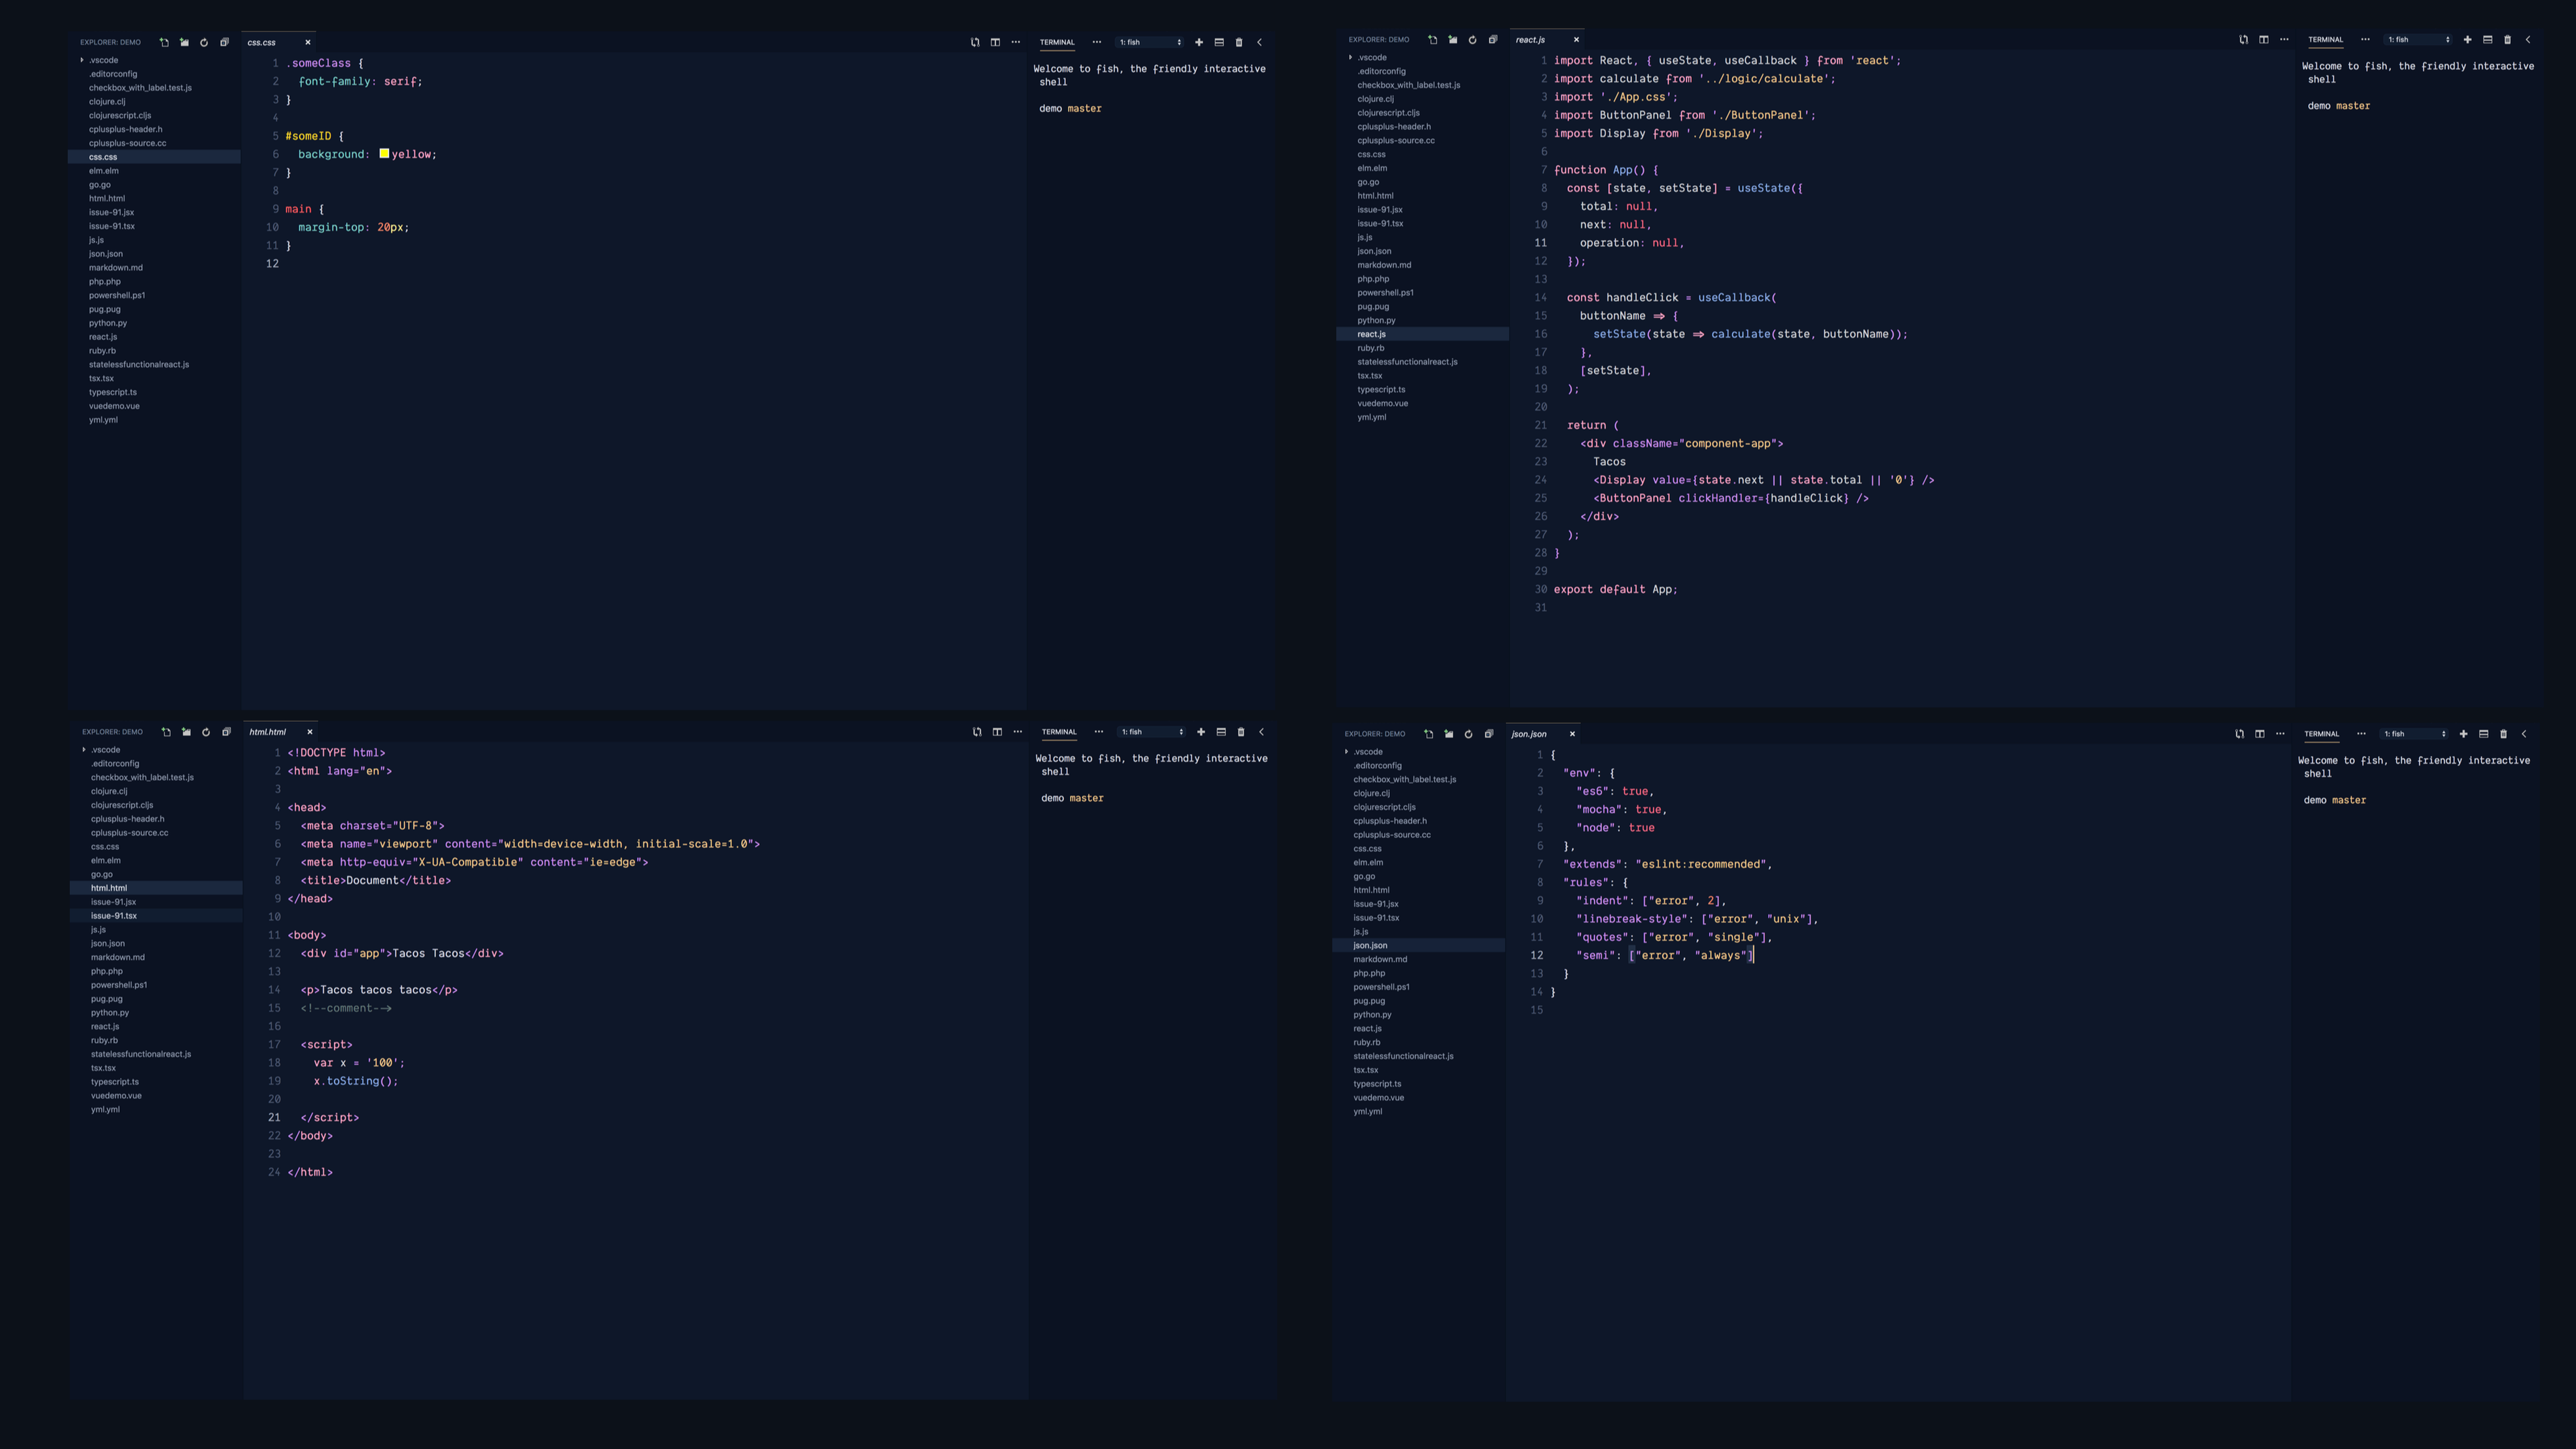 EXPLORER: DEMO
.vscode
.editorconfig
checkbox_with_label.test.js
clojure.clj
clojurescript.cljs
cplusplus-header.h
cplusplus-source.cc
css.css
elm.elm
go.go
html.html
issue-91.jsx
issue-91.tsx
js.js
json.json
markdown.md
php.php
powershell.ps1
pug.pug
python.py
react.js
ruby.rb
statelessfunctionalreact.js
tsx.tsx
typescript.ts
vuedemo.vue
yml.yml
css.css
1 .someClass {
2   font-family: serif;
3 }
4
5 #someID {
6   background: yellow;
7 }
8
9 main {
10   margin-top: 20px;
11 }
12
TERMINAL ... 1: fish
Welcome to fish, the friendly interactive
shell
demo master
EXPLORER: DEMO
.vscode
.editorconfig
checkbox_with_label.test.js
clojure.clj
clojurescript.cljs
cplusplus-header.h
cplusplus-source.cc
css.css
elm.elm
go.go
html.html
issue-91.jsx
issue-91.tsx
js.js
json.json
markdown.md
php.php
powershell.ps1
pug.pug
python.py
react.js
ruby.rb
statelessfunctionalreact.js
tsx.tsx
typescript.ts
vuedemo.vue
yml.yml
react.js
1 import React, { useState, useCallback } from 'react';
2 import calculate from '../logic/calculate';
3 import './App.css';
4 import ButtonPanel from './ButtonPanel';
5 import Display from './Display';
6
7 function App() {
8   const [state, setState] = useState({
9     total: null,
10     next: null,
11     operation: null,
12   });
13
14   const handleClick = useCallback(
15     buttonName ⇒ {
16       setState(state ⇒ calculate(state, buttonName));
17     },
18     [setState],
19   );
20
21   return (
22     <div className="component-app">
23       Tacos
24       <Display value={state.next || state.total || '0'} />
25       <ButtonPanel clickHandler={handleClick} />
26     </div>
27   );
28 }
29
30 export default App;
31
TERMINAL ... 1: fish
Welcome to fish, the friendly interactive
shell
demo master
EXPLORER: DEMO
.vscode
.editorconfig
checkbox_with_label.test.js
clojure.clj
clojurescript.cljs
cplusplus-header.h
cplusplus-source.cc
css.css
elm.elm
go.go
html.html
issue-91.jsx
issue-91.tsx
js.js
json.json
markdown.md
php.php
powershell.ps1
pug.pug
python.py
react.js
ruby.rb
statelessfunctionalreact.js
tsx.tsx
typescript.ts
vuedemo.vue
yml.yml
html.html
1 <!DOCTYPE html>
2 <html lang="en">
3
4 <head>
5   <meta charset="UTF-8">
6   <meta name="viewport" content="width=device-width, initial-scale=1.0">
7   <meta http-equiv="X-UA-Compatible" content="ie=edge">
8   <title>Document</title>
9 </head>
10
11 <body>
12   <div id="app">Tacos Tacos</div>
13
14   <p>Tacos tacos tacos</p>
15   <!--comment-->
16
17   <script>
18     var x = '100';
19     x.toString();
20
21   </script>
22 </body>
23
24 </html>
TERMINAL ... 1: fish
Welcome to fish, the friendly interactive
shell
demo master
EXPLORER: DEMO
.vscode
.editorconfig
checkbox_with_label.test.js
clojure.clj
clojurescript.cljs
cplusplus-header.h
cplusplus-source.cc
css.css
elm.elm
go.go
html.html
issue-91.jsx
issue-91.tsx
js.js
json.json
markdown.md
php.php
powershell.ps1
pug.pug
python.py
react.js
ruby.rb
statelessfunctionalreact.js
tsx.tsx
typescript.ts
vuedemo.vue
yml.yml
json.json
1 {
2   "env": {
3     "es6": true,
4     "mocha": true,
5     "node": true
6   },
7   "extends": "eslint:recommended",
8   "rules": {
9     "indent": ["error", 2],
10     "linebreak-style": ["error", "unix"],
11     "quotes": ["error", "single"],
12     "semi": ["error", "always"]
13   }
14 }
15
TERMINAL ... 1: fish
Welcome to fish, the friendly interactive
shell
demo master